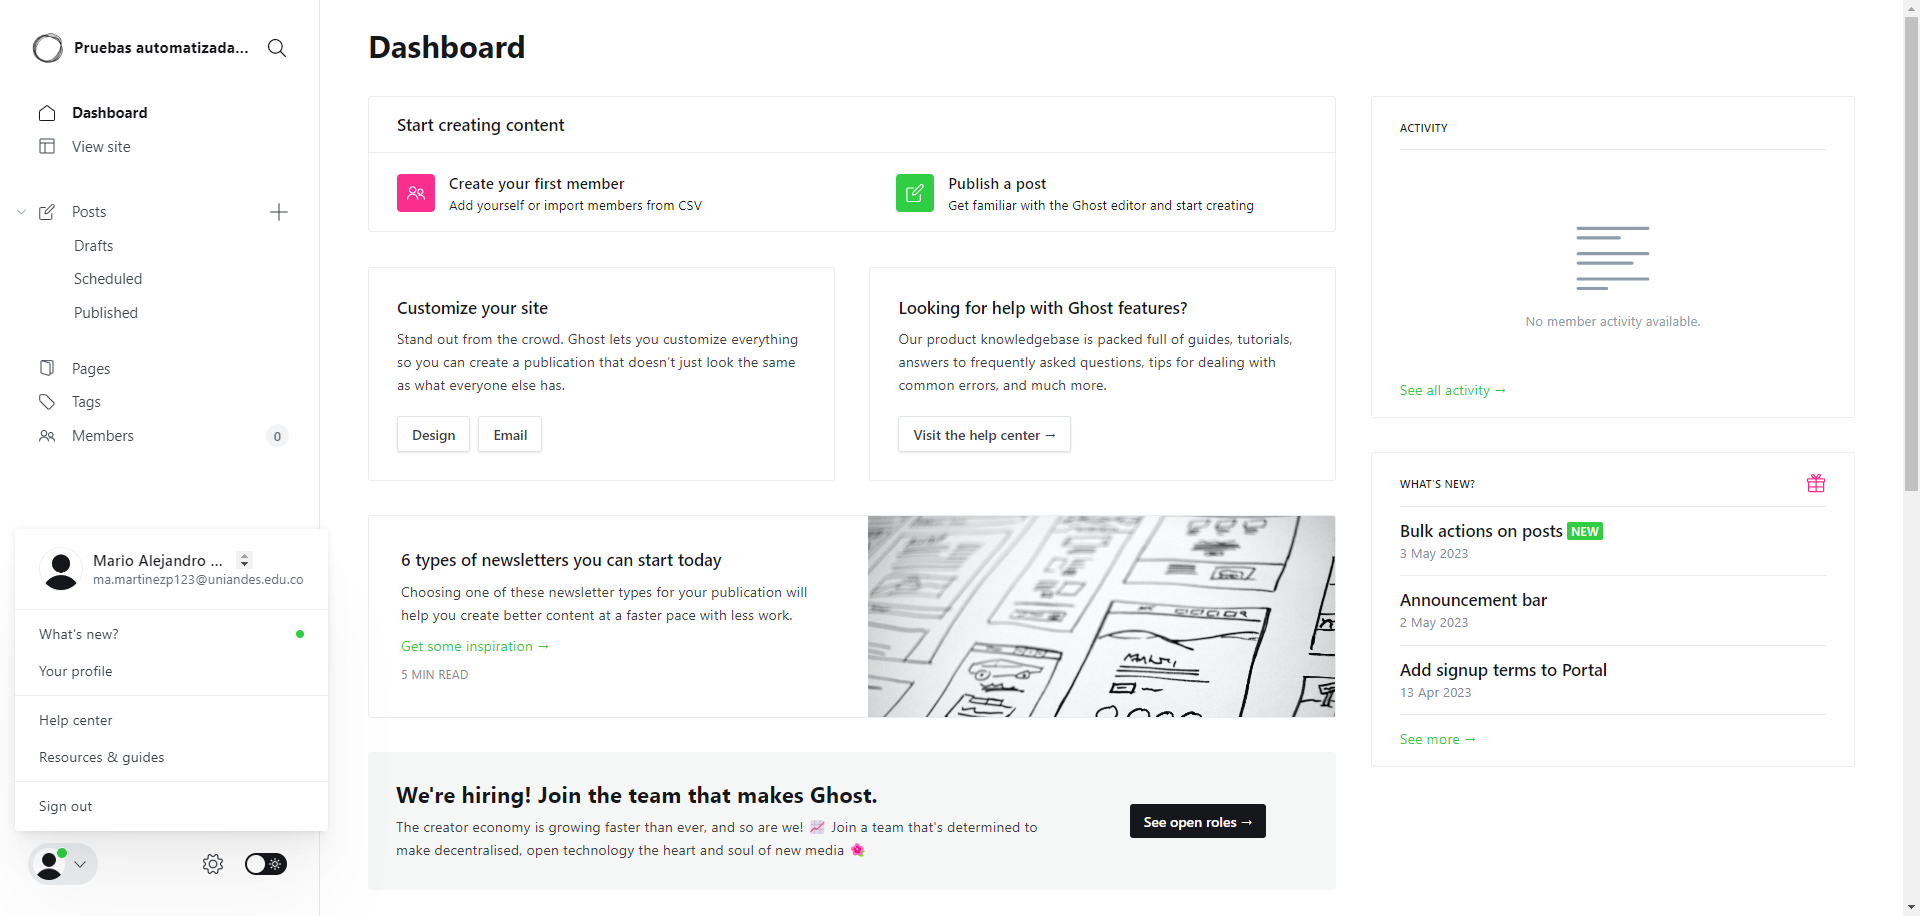 Pruebas automatizada...
Dashboard
View site
Posts
Drafts
Scheduled
Published
Pages
Tags
Members
0
Mario Alejandro ...
ma.martinezp123@uniandes.edu.co
What's new?
Your profile
Help center
Resources & guides
Sign out
Dashboard
Start creating content
Create your first member
Add yourself or import members from CSV
Publish a post
Get familiar with the Ghost editor and start creating
Customize your site
Stand out from the crowd. Ghost lets you customize everything
so you can create a publication that doesn't just look the same
as what everyone else has.
Design
Email
Looking for help with Ghost features?
Our product knowledgebase is packed full of guides, tutorials,
answers to frequently asked questions, tips for dealing with
common errors, and much more.
Visit the help center →
6 types of newsletters you can start today
Choosing one of these newsletter types for your publication will
help you create better content at a faster pace with less work.
Get some inspiration →
5 MIN READ
We're hiring! Join the team that makes Ghost.
The creator economy is growing faster than ever, and so are we! 📈 Join a team that's determined to
make decentralised, open technology the heart and soul of new media 🌺
See open roles →
ACTIVITY
No member activity available.
See all activity →
WHAT'S NEW?
Bulk actions on posts NEW
3 May 2023
Announcement bar
2 May 2023
Add signup terms to Portal
13 Apr 2023
See more →